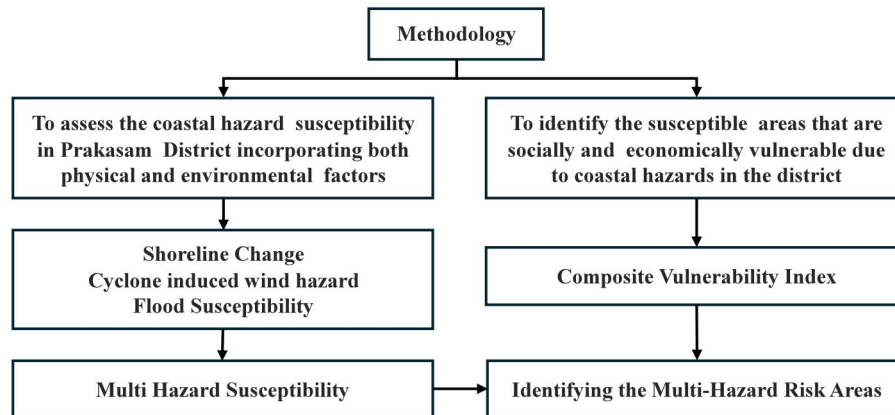 Methodology
To assess the coastal hazard susceptibility
in Prakasam District incorporating both
physical and environmental factors
To identify the susceptible areas that are
socially and economically vulnerable due
to coastal hazards in the district
Shoreline Change
Cyclone induced wind hazard
Flood Susceptibility
Composite Vulnerability Index
Multi Hazard Susceptibility
Identifying the Multi-Hazard Risk Areas